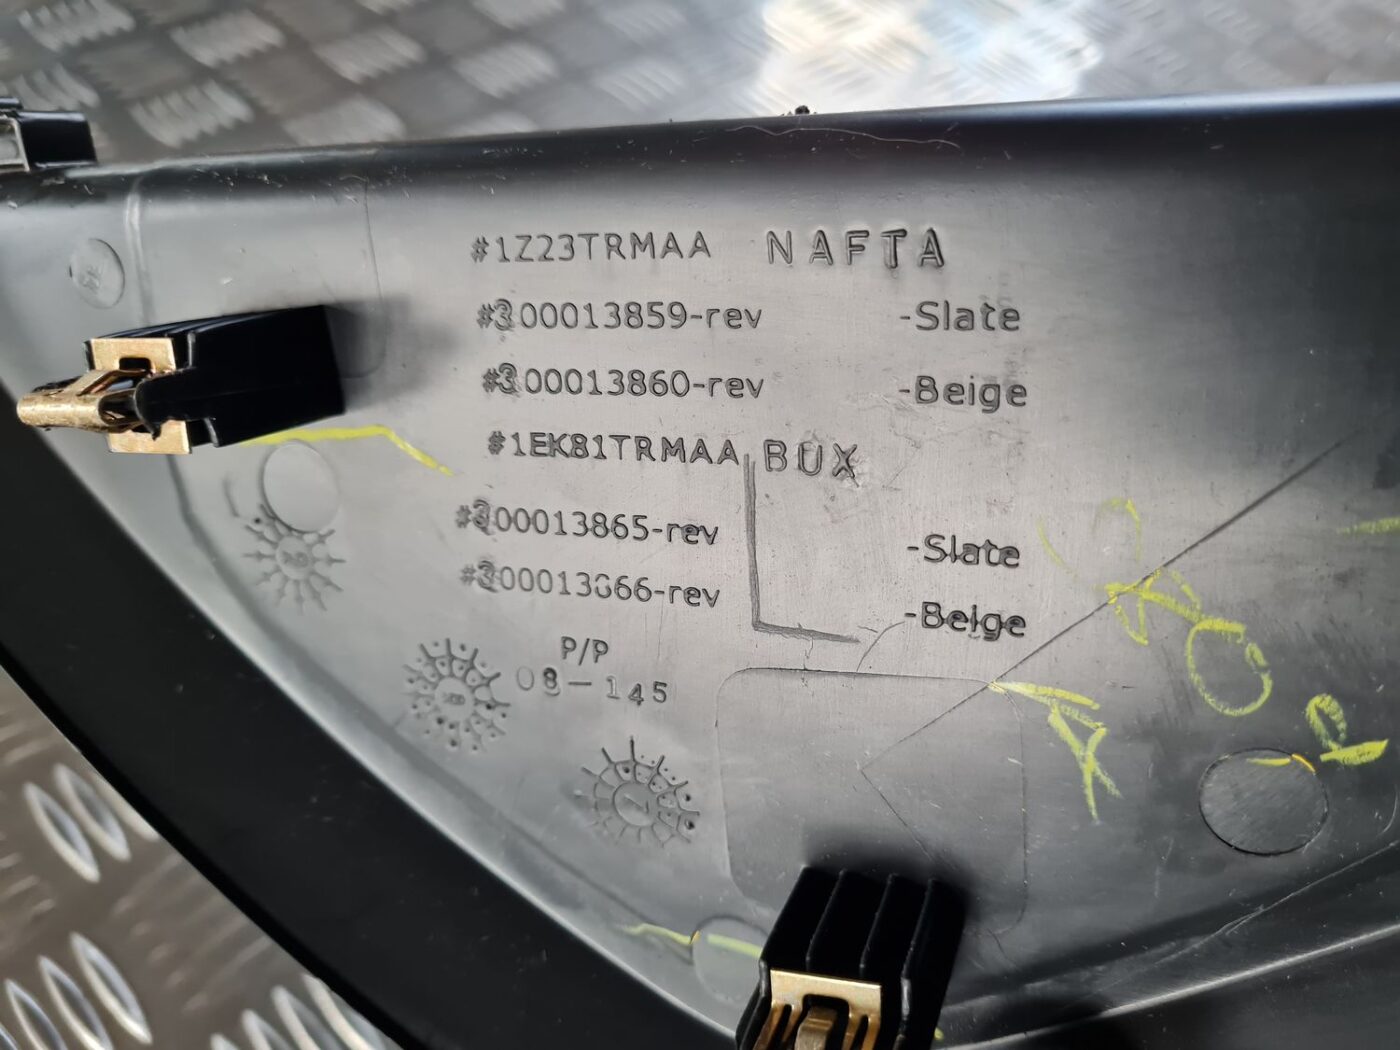 #1Z23TRMAA NAFTA
#300013859-rev -Slate
#300013860-rev -Beige
#1EK81TRMAA BUX
#300013865-rev -Slate
#300013866-rev -Beige
P/P
08-145